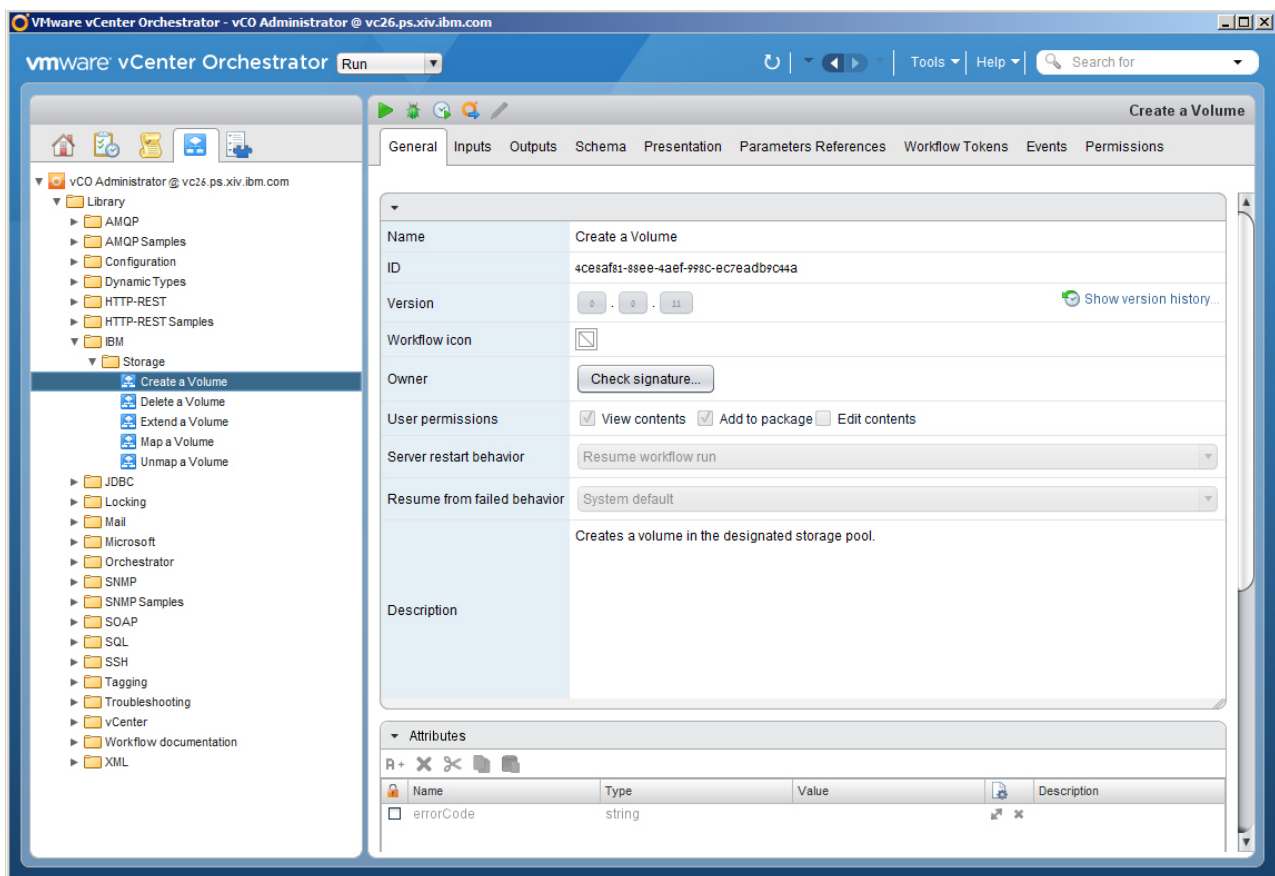 VMware vCenter Orchestrator - vCO Administrator @ vc26.ps.xiv.ibm.com
vmware vCenter Orchestrator Run Tools Help Search for
Create a Volume
General Inputs Outputs Schema Presentation Parameters References Workflow Tokens Events Permissions
vCO Administrator @ vc26.ps.xiv.ibm.com
Library
AMQP
AMQP Samples
Configuration
Dynamic Types
HTTP-REST
HTTP-REST Samples
IBM
Storage
Create a Volume
Delete a Volume
Extend a Volume
Map a Volume
Unmap a Volume
JDBC
Locking
Mail
Microsoft
Orchestrator
SNMP
SNMP Samples
SOAP
SQL
SSH
Tagging
Troubleshooting
vCenter
Workflow documentation
XML
Name Create a Volume
ID 4ce8af81-88ee-4aef-998c-ec7eadb9c44a
Version 0 . 0 . 11 Show version history...
Workflow icon
Owner Check signature...
User permissions View contents Add to package Edit contents
Server restart behavior Resume workflow run
Resume from failed behavior System default
Creates a volume in the designated storage pool.
Description
Attributes
A+
Name Type Value Description
errorCode string